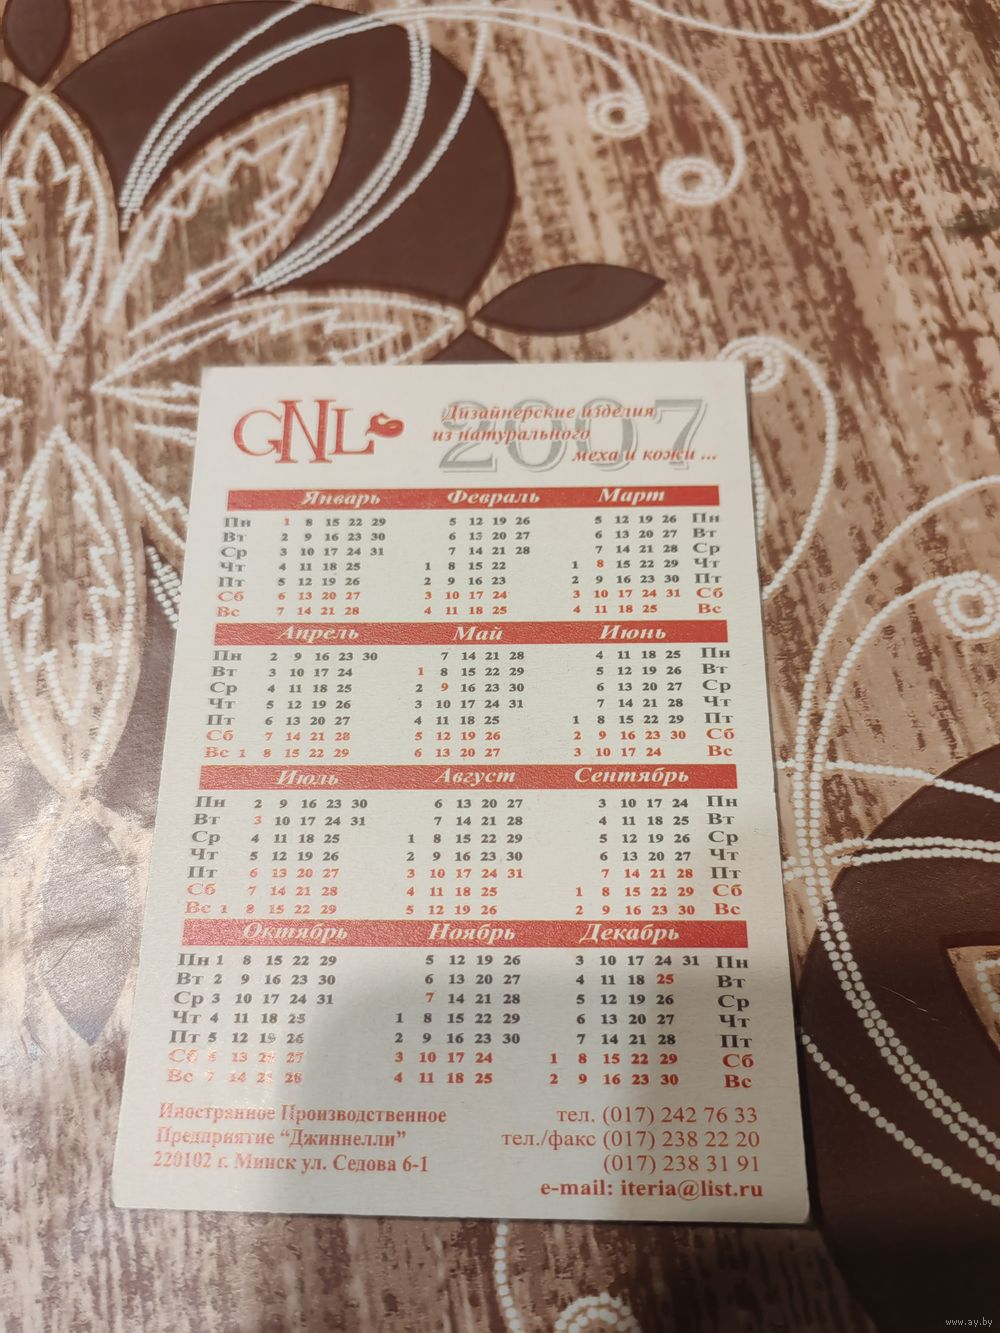 GNL
2007
Дизайнерские изделия
из натурального
меха и кожи ...
Январь Февраль Март
Пн 1 8 15 22 29 5 12 19 26 5 12 19 26 Пн
Вт 2 9 16 23 30 6 13 20 27 6 13 20 27 Вт
Ср 3 10 17 24 31 7 14 21 28 7 14 21 28 Ср
Чт 4 11 18 25 1 8 15 22 1 8 15 22 29 Чт
Пт 5 12 19 26 2 9 16 23 2 9 16 23 30 Пт
Сб 6 13 20 27 3 10 17 24 3 10 17 24 31 Сб
Вс 7 14 21 28 4 11 18 25 4 11 18 25 Вс
Апрель Май Июнь
Пн 2 9 16 23 30 7 14 21 28 4 11 18 25 Пн
Вт 3 10 17 24 1 8 15 22 29 5 12 19 26 Вт
Ср 4 11 18 25 2 9 16 23 30 6 13 20 27 Ср
Чт 5 12 19 26 3 10 17 24 31 7 14 21 28 Чт
Пт 6 13 20 27 4 11 18 25 1 8 15 22 29 Пт
Сб 7 14 21 28 5 12 19 26 2 9 16 23 30 Сб
Вс 1 8 15 22 29 6 13 20 27 3 10 17 24 Вс
Июль Август Сентябрь
Пн 2 9 16 23 30 6 13 20 27 3 10 17 24 Пн
Вт 3 10 17 24 31 7 14 21 28 4 11 18 25 Вт
Ср 4 11 18 25 1 8 15 22 29 5 12 19 26 Ср
Чт 5 12 19 26 2 9 16 23 30 6 13 20 27 Чт
Пт 6 13 20 27 3 10 17 24 31 7 14 21 28 Пт
Сб 7 14 21 28 4 11 18 25 1 8 15 22 29 Сб
Вс 1 8 15 22 29 5 12 19 26 2 9 16 23 30 Вс
Октябрь Ноябрь Декабрь
Пн 1 8 15 22 29 5 12 19 26 3 10 17 24 31 Пн
Вт 2 9 16 23 30 6 13 20 27 4 11 18 25 Вт
Ср 3 10 17 24 31 7 14 21 28 5 12 19 26 Ср
Чт 4 11 18 25 1 8 15 22 29 6 13 20 27 Чт
Пт 5 12 19 26 2 9 16 23 30 7 14 21 28 Пт
Сб 6 13 20 27 3 10 17 24 1 8 15 22 29 Сб
Вс 7 14 21 28 4 11 18 25 2 9 16 23 30 Вс
Иностранное Производственное
Предприятие "Джиннелли"
220102 г. Минск ул. Седова 6-1
тел. (017) 242 76 33
тел./факс (017) 238 22 20
(017) 238 31 91
e-mail: iteria@list.ru
www.ay.by